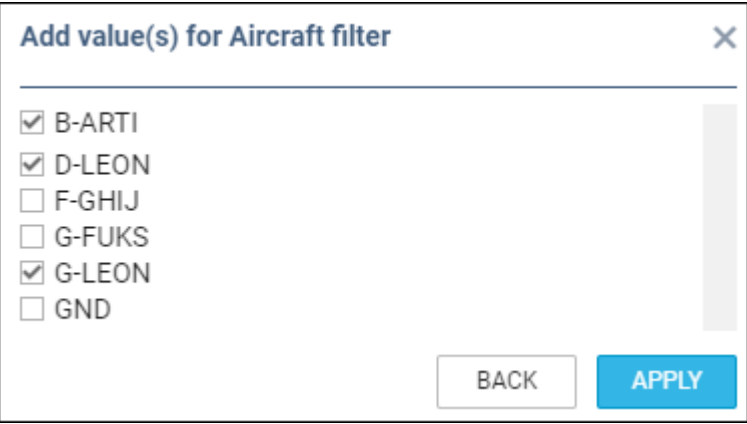 Add value(s) for Aircraft filter
B-ARTI
D-LEON
F-GHIJ
G-FUKS
G-LEON
GND
BACK
APPLY